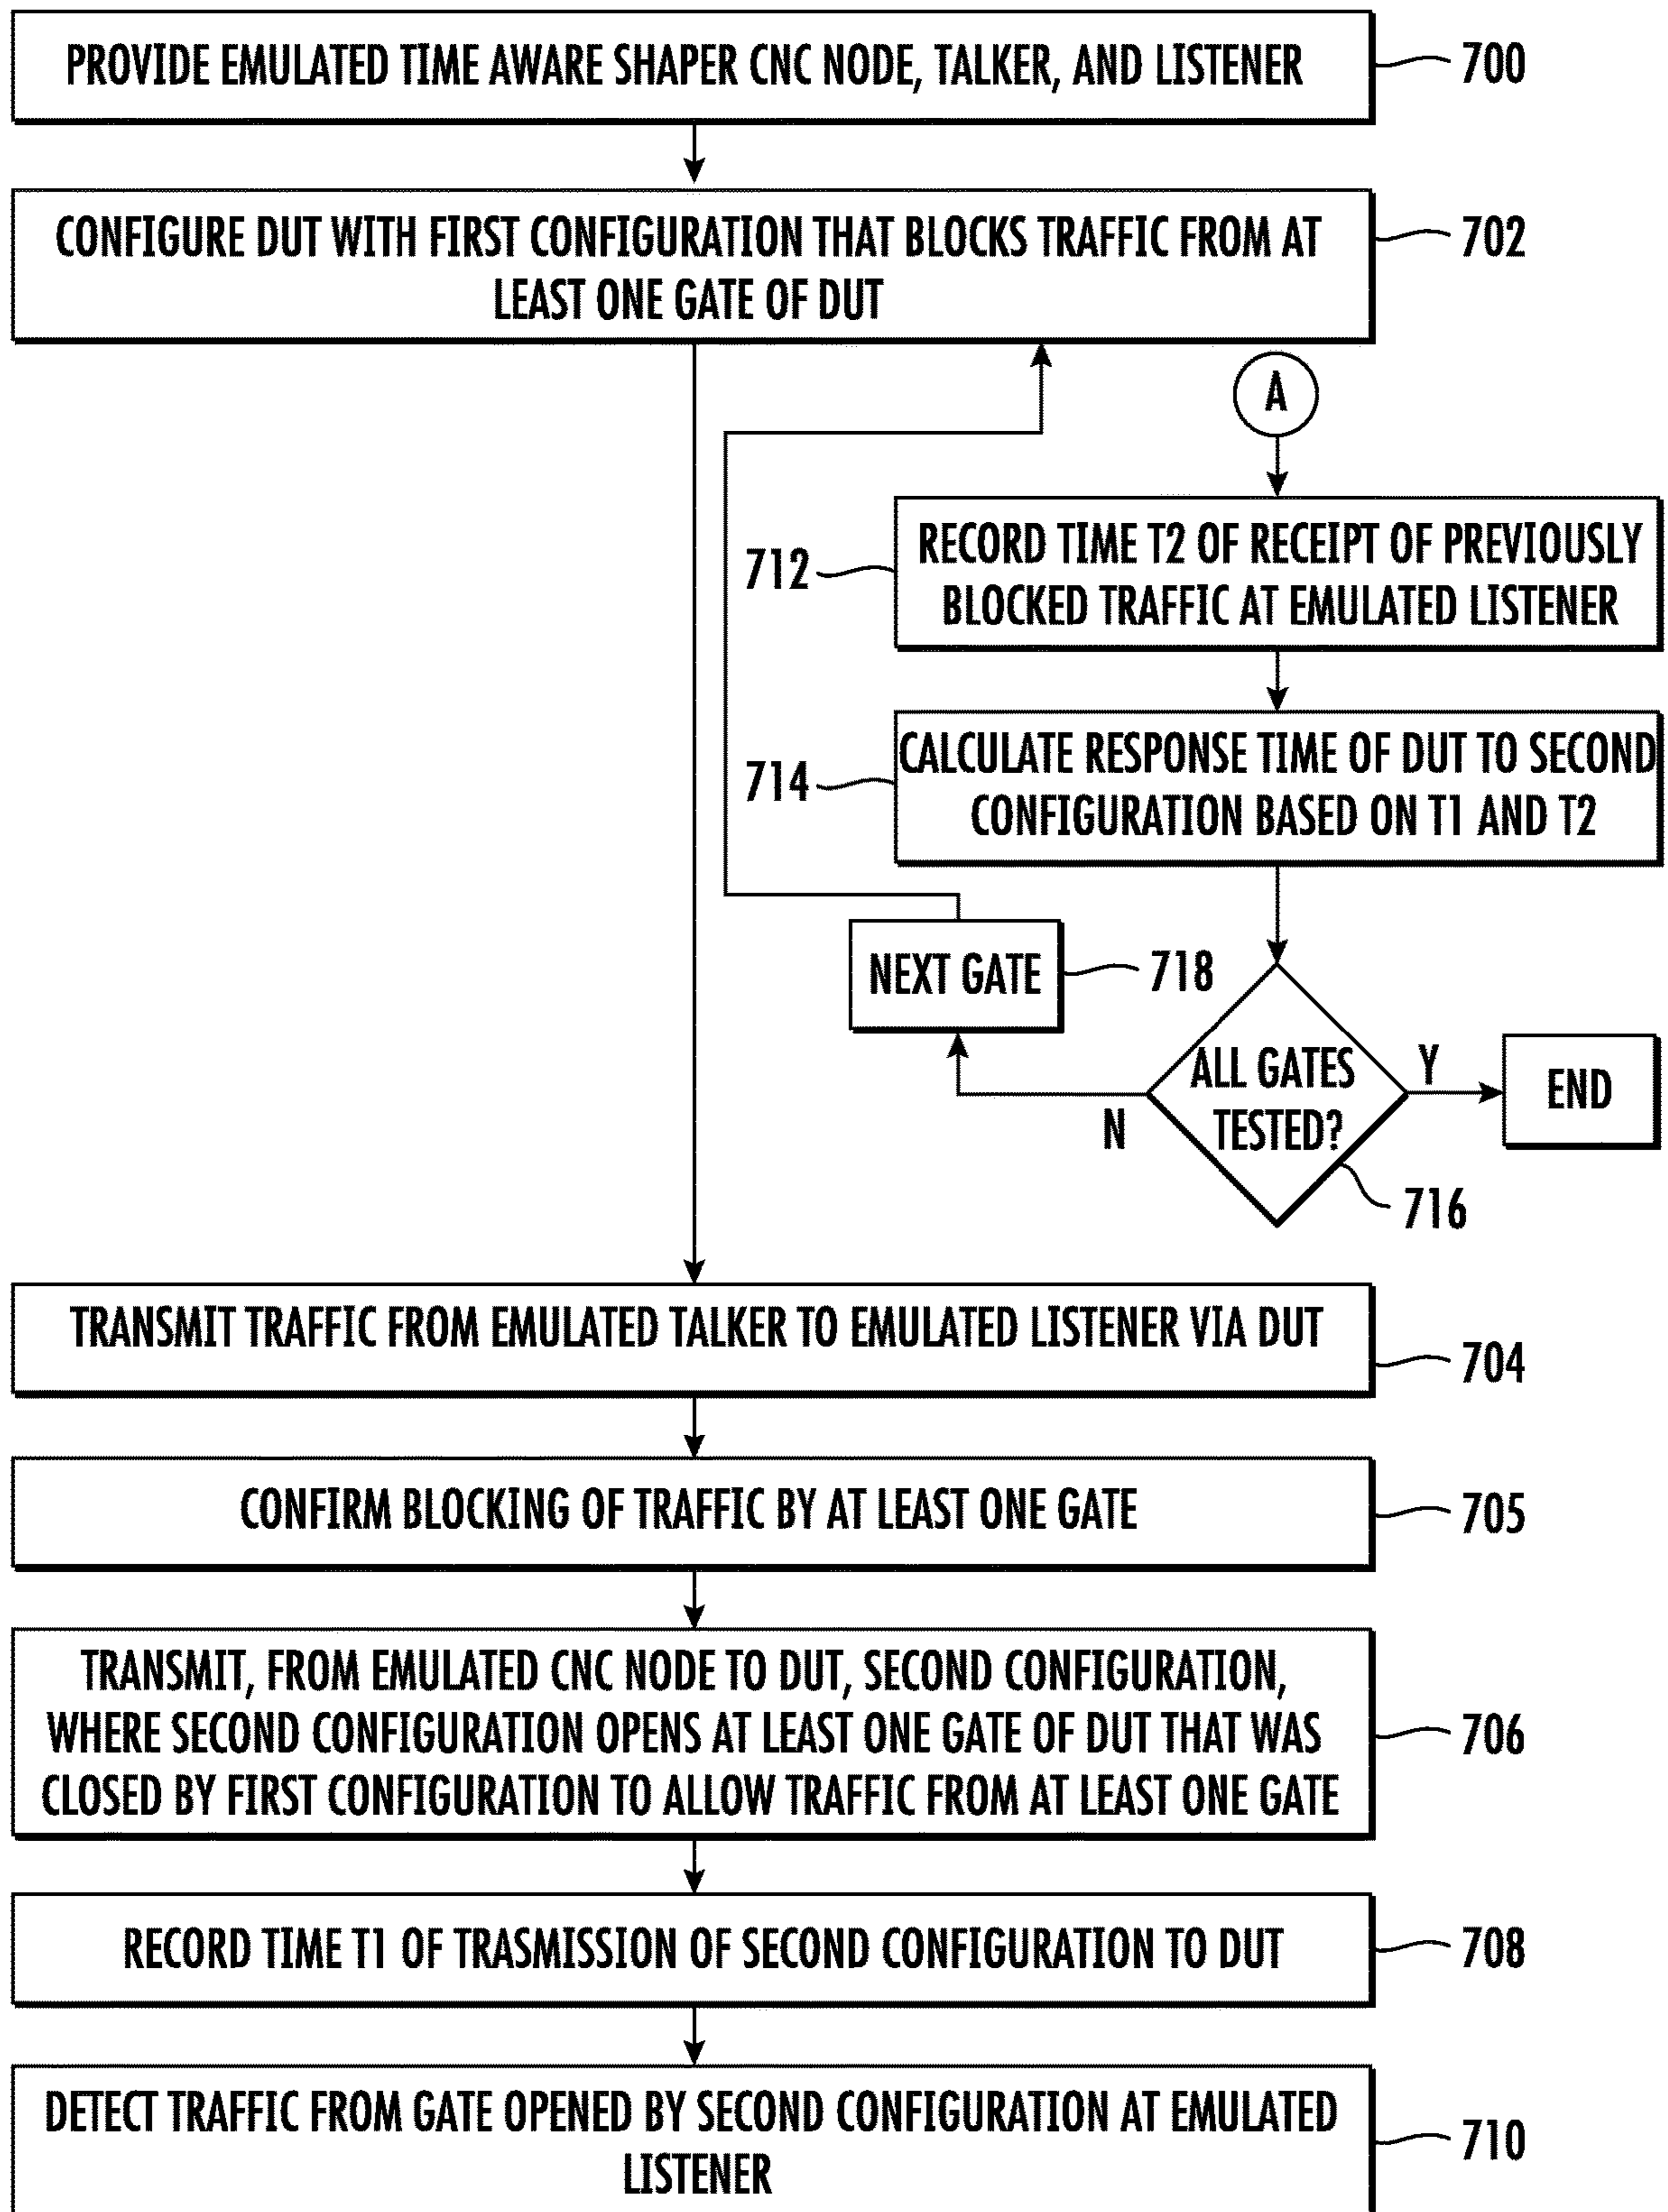 PROVIDE EMULATED TIME AWARE SHAPER CNC NODE, TALKER, AND LISTENER
700
CONFIGURE DUT WITH FIRST CONFIGURATION THAT BLOCKS TRAFFIC FROM AT
LEAST ONE GATE OF DUT
702
A
RECORD TIME T2 OF RECEIPT OF PREVIOUSLY
BLOCKED TRAFFIC AT EMULATED LISTENER
712
CALCULATE RESPONSE TIME OF DUT TO SECOND
CONFIGURATION BASED ON T1 AND T2
714
NEXT GATE
718
ALL GATES
TESTED?
Y
END
N
716
TRANSMIT TRAFFIC FROM EMULATED TALKER TO EMULATED LISTENER VIA DUT
704
CONFIRM BLOCKING OF TRAFFIC BY AT LEAST ONE GATE
705
TRANSMIT, FROM EMULATED CNC NODE TO DUT, SECOND CONFIGURATION,
WHERE SECOND CONFIGURATION OPENS AT LEAST ONE GATE OF DUT THAT WAS
CLOSED BY FIRST CONFIGURATION TO ALLOW TRAFFIC FROM AT LEAST ONE GATE
706
RECORD TIME T1 OF TRASMISSION OF SECOND CONFIGURATION TO DUT
708
DETECT TRAFFIC FROM GATE OPENED BY SECOND CONFIGURATION AT EMULATED
LISTENER
710